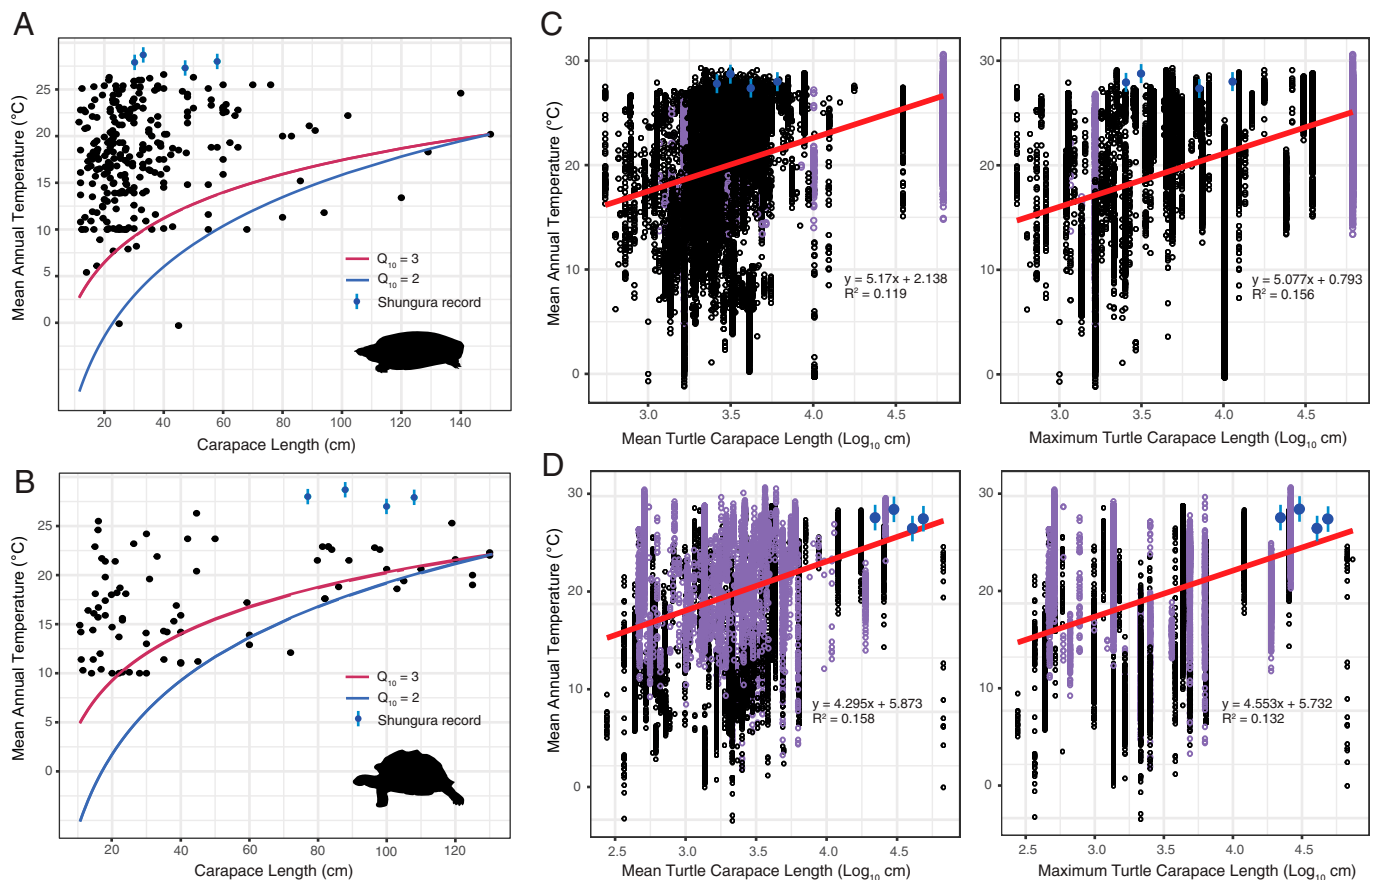 A
Mean Annual Temperature (°C)
25
20
15
10
5
0
20
40
60
80
100
120
140
Carapace Length (cm)
Q10 = 3
Q10 = 2
Shungura record
B
Mean Annual Temperature (°C)
25
20
15
10
5
0
20
40
60
80
100
120
Carapace Length (cm)
Q10 = 3
Q10 = 2
Shungura record
C
Mean Annual Temperature (°C)
30
20
10
0
3.0
3.5
4.0
4.5
Mean Turtle Carapace Length (Log10 cm)
y = 5.17x + 2.138
R2 = 0.119
30
20
10
0
3.0
3.5
4.0
4.5
Maximum Turtle Carapace Length (Log10 cm)
y = 5.077x + 0.793
R2 = 0.156
D
Mean Annual Temperature (°C)
30
20
10
0
2.5
3.0
3.5
4.0
4.5
Mean Turtle Carapace Length (Log10 cm)
y = 4.295x + 5.873
R2 = 0.158
30
20
10
0
2.5
3.0
3.5
4.0
4.5
Maximum Turtle Carapace Length (Log10 cm)
y = 4.553x + 5.732
R2 = 0.132